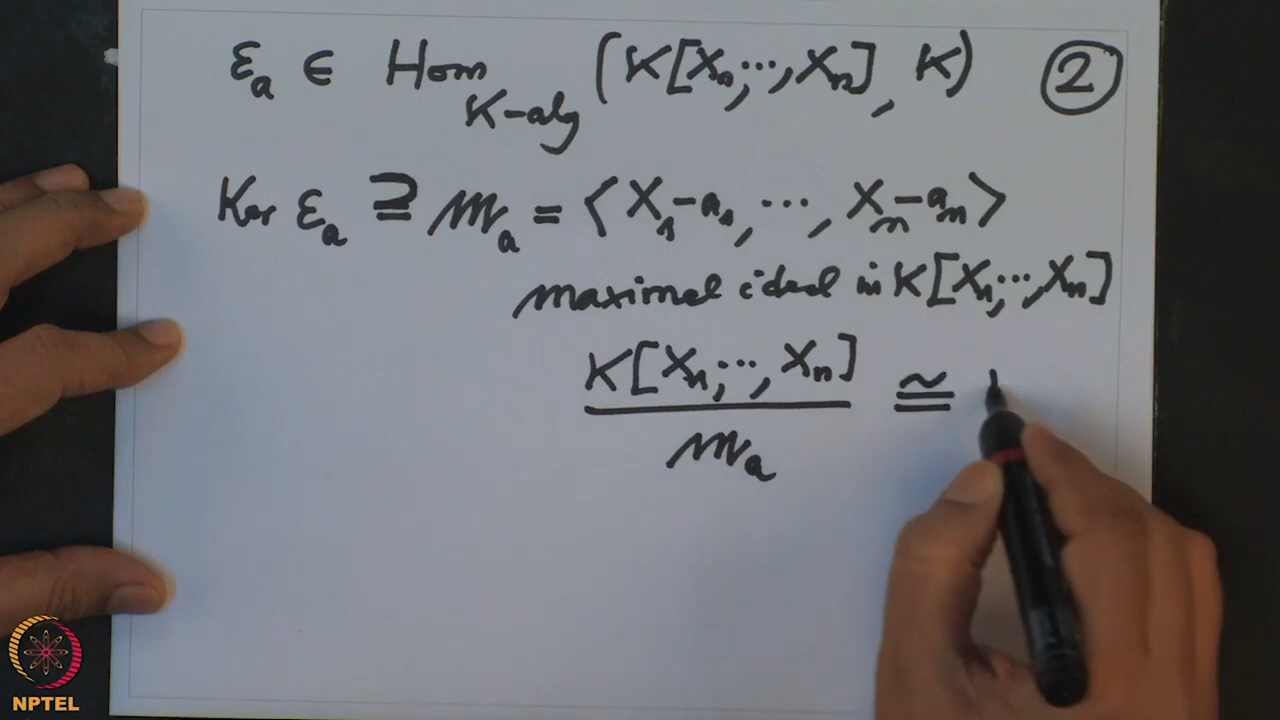 ε_a ∈ Hom_{K-alg} (K[X_1,…,X_n], K) ②
Ker ε_a ⊇ m_a = ⟨X_1-a_1, …, X_n-a_n⟩
maximal ideal in K[X_1,…,X_n]
K[X_1,…,X_n]
m_a
≅
NPTEL